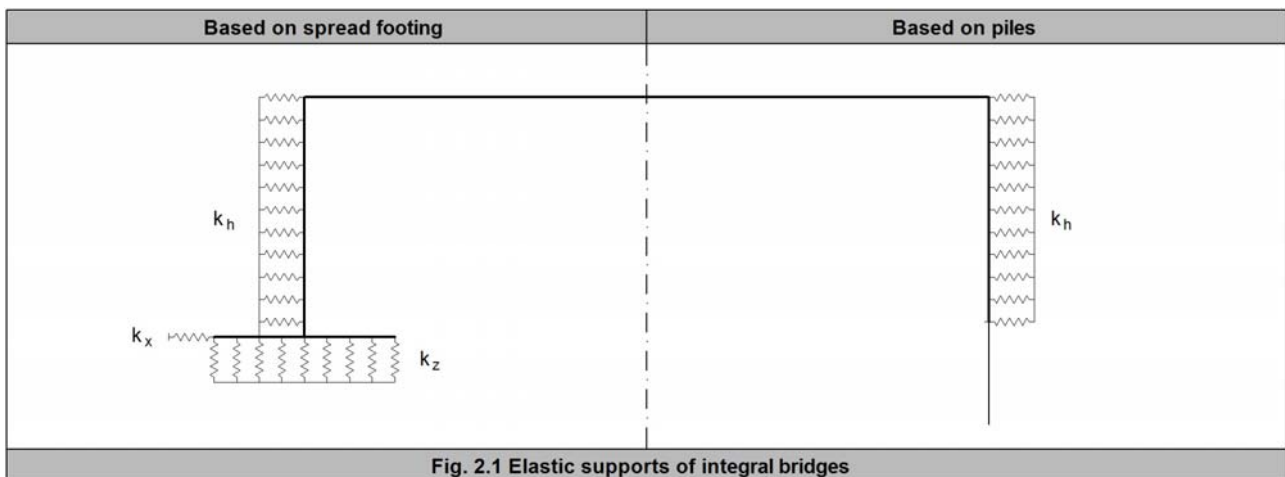 Based on spread footing
Based on piles
k h
k h
k x
k z
Fig. 2.1 Elastic supports of integral bridges